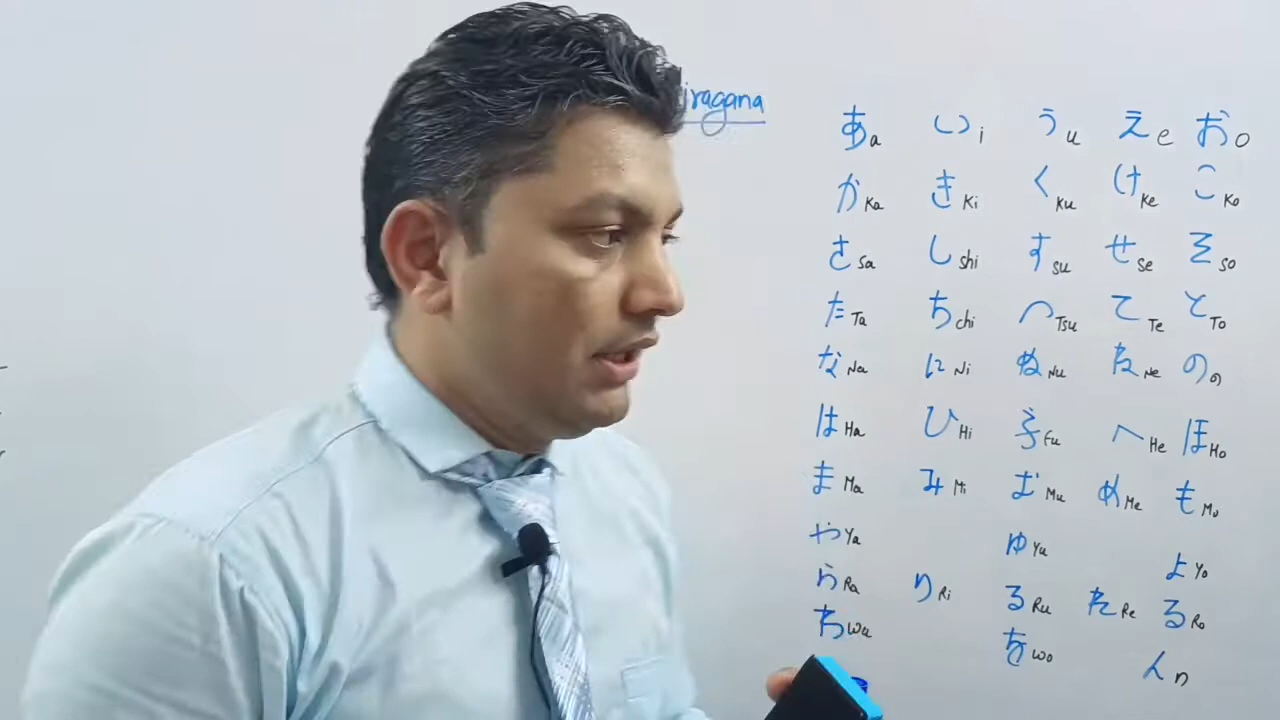 iragana
あa いi うu えe おo
かKa きKi くKu けKe こKo
さSa しshi すsu せse そso
たTa ちchi つTsu てTe とTo
なNa にNi ぬNu ねNe のの
はHa ひHi ふFu へHe ほHo
まMa みMi むMu めMe もMo
やYa ゆYu よYo
らRa りRi るRu れRe るRo
わWa をwo んn